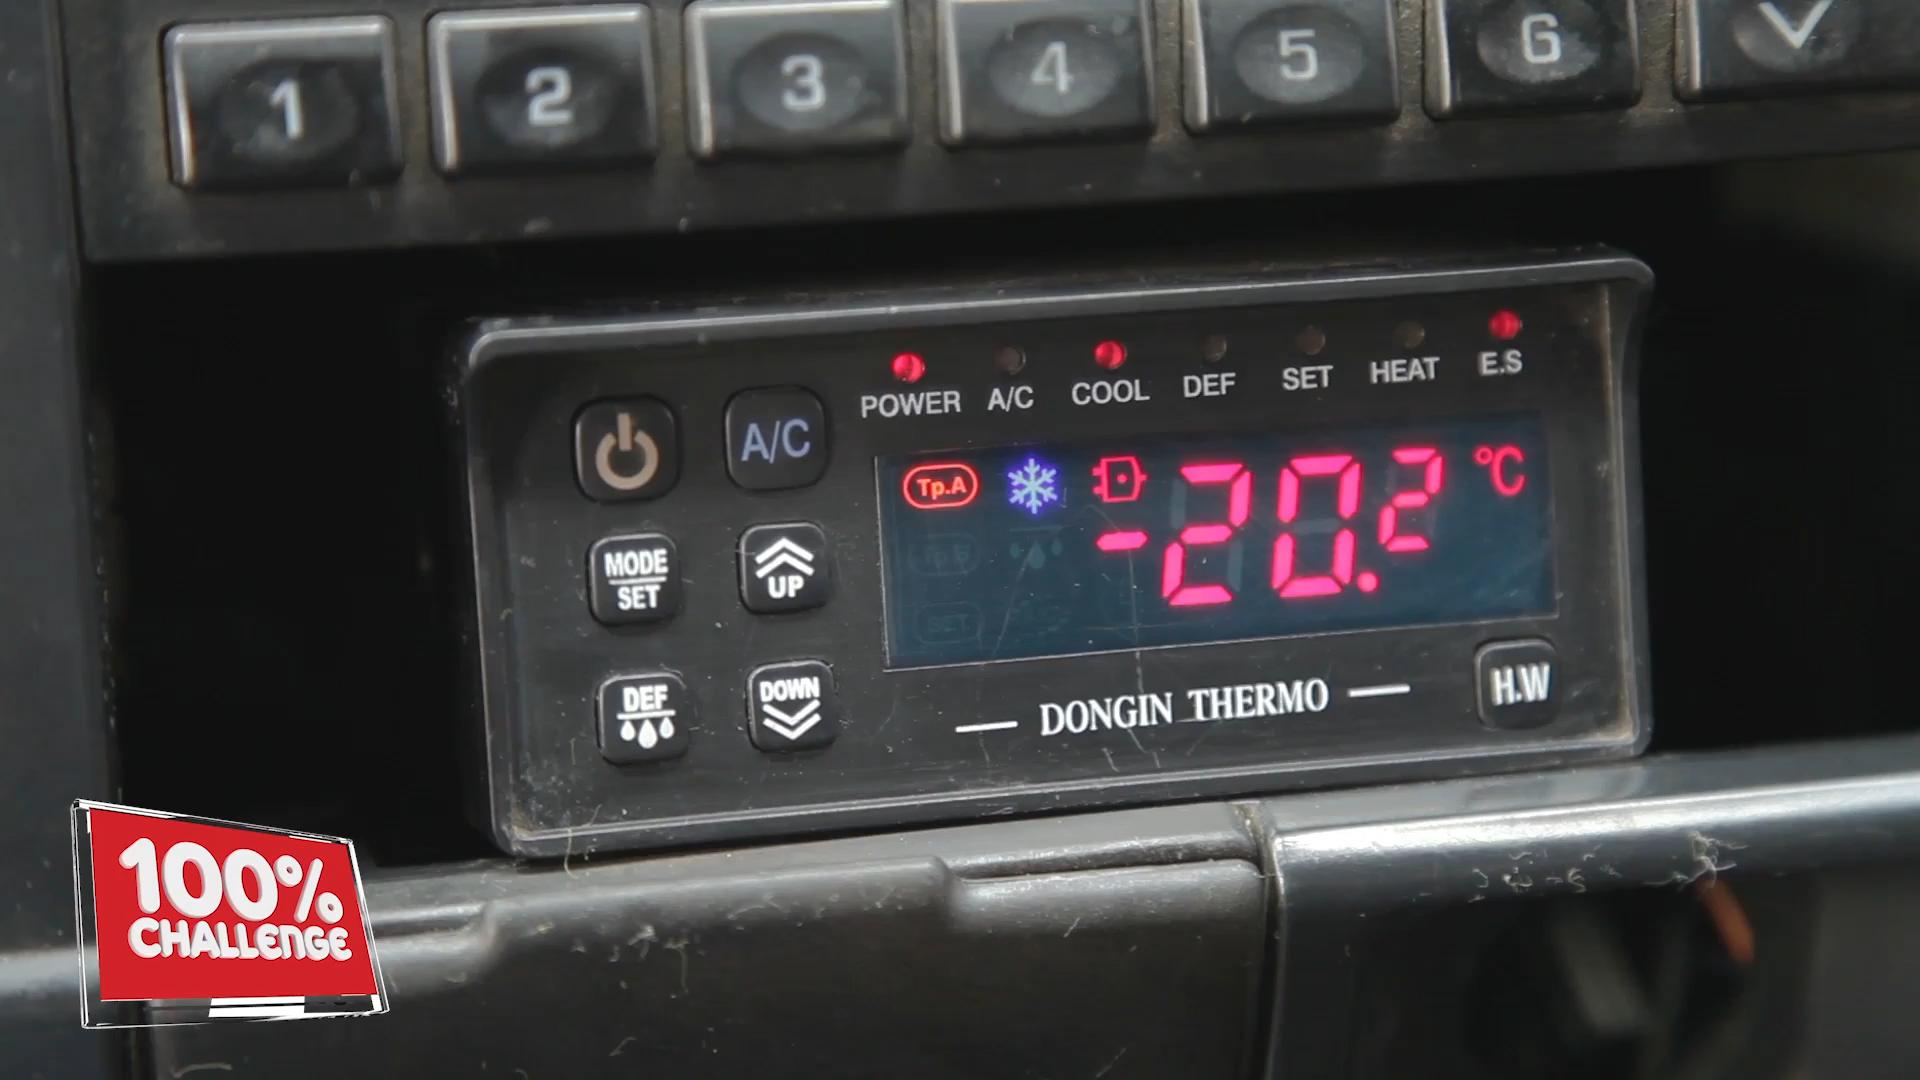 1 2 3 4 5 6
POWER A/C COOL DEF SET HEAT E.S
A/C
Tp.A -20.2 °C
MODE
SET
UP
DEF
DOWN
DONGIN THERMO
H.W
100%
CHALLENGE